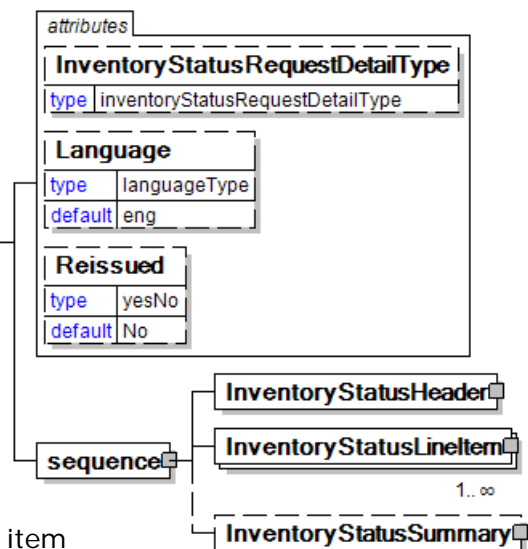 attributes
InventoryStatusRequestDetailType
type inventoryStatusRequestDetailType
Language
type languageType
default eng
Reissued
type yesNo
default No
InventoryStatusHeader
InventoryStatusLineItem
sequence
1..∞
InventoryStatusSummary
item